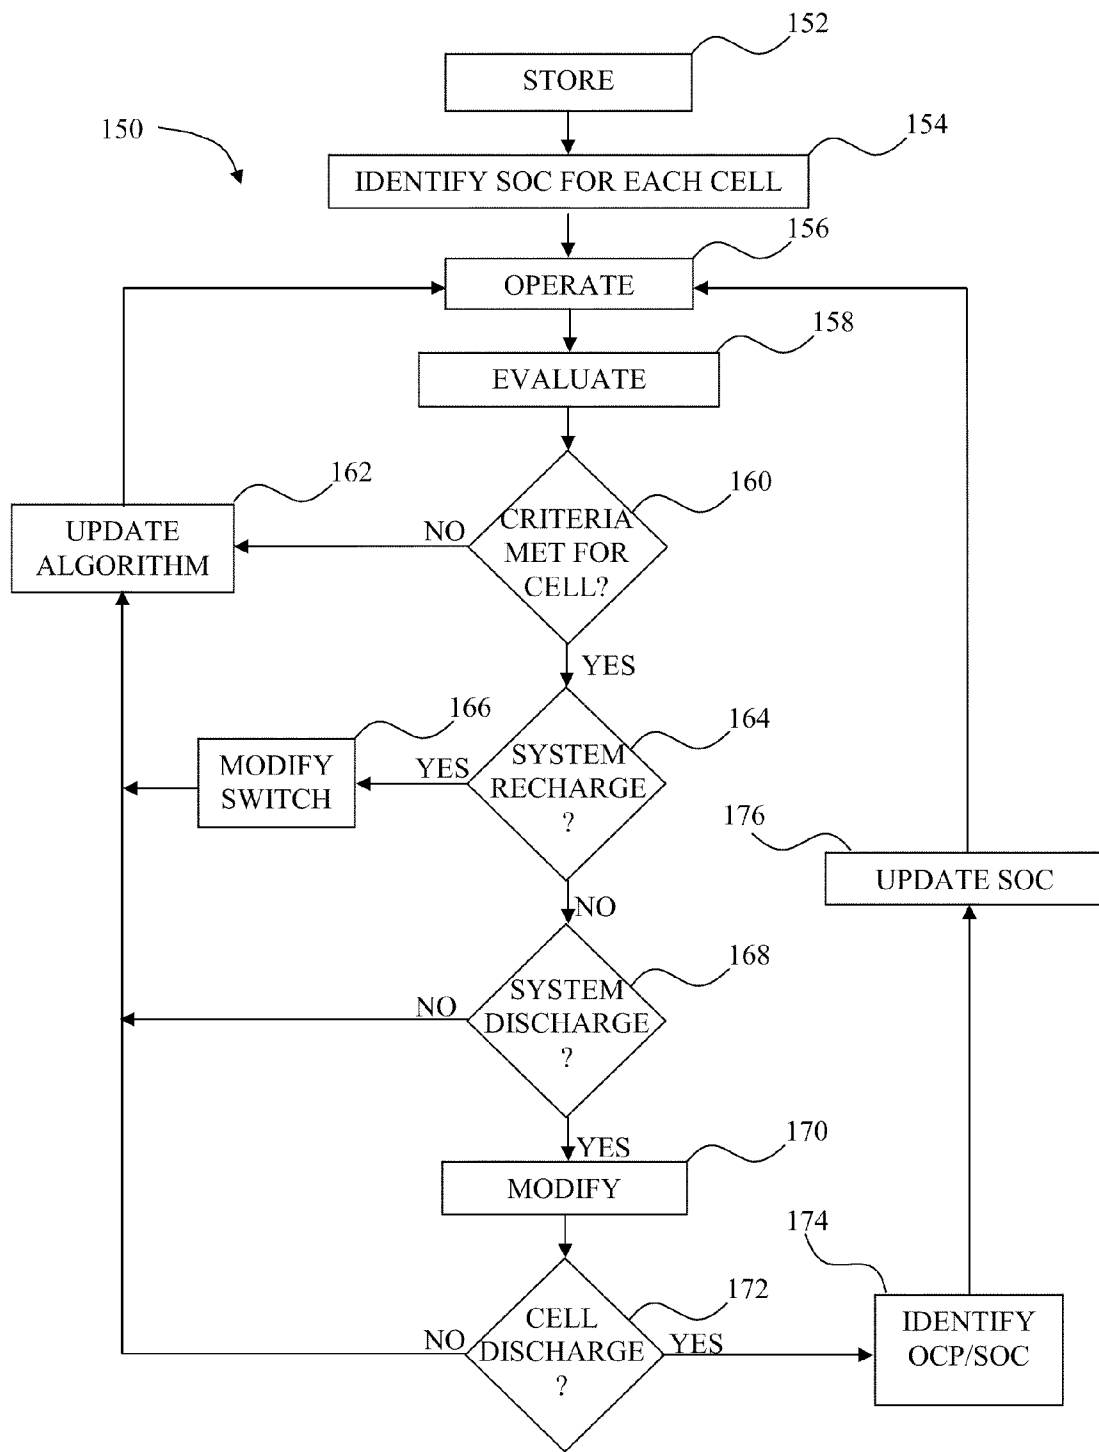 152
STORE
150
154
IDENTIFY SOC FOR EACH CELL
156
OPERATE
158
EVALUATE
162
UPDATE
ALGORITHM
NO
160
CRITERIA
MET FOR
CELL?
YES
166
MODIFY
SWITCH
YES
164
SYSTEM
RECHARGE
?
176
UPDATE SOC
NO
168
NO
SYSTEM
DISCHARGE
?
YES
170
MODIFY
174
172
NO
CELL
DISCHARGE
?
YES
IDENTIFY
OCP/SOC